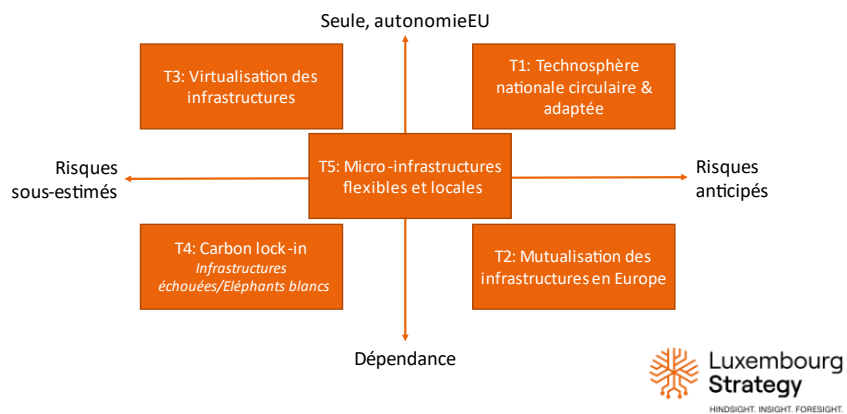 Seule, autonomieEU
T3: Virtualisation des
infrastructures
T1: Technosphère
nationale circulaire &
adaptée
Risques
sous-estimés
T5: Micro-infrastructures
flexibles et locales
Risques
anticipés
T4: Carbon lock-in
Infrastructures
échouées/Eléphants blancs
T2: Mutualisation des
infrastructures en Europe
Dépendance
Luxembourg
Strategy
HINDSIGHT. INSIGHT. FORESIGHT.